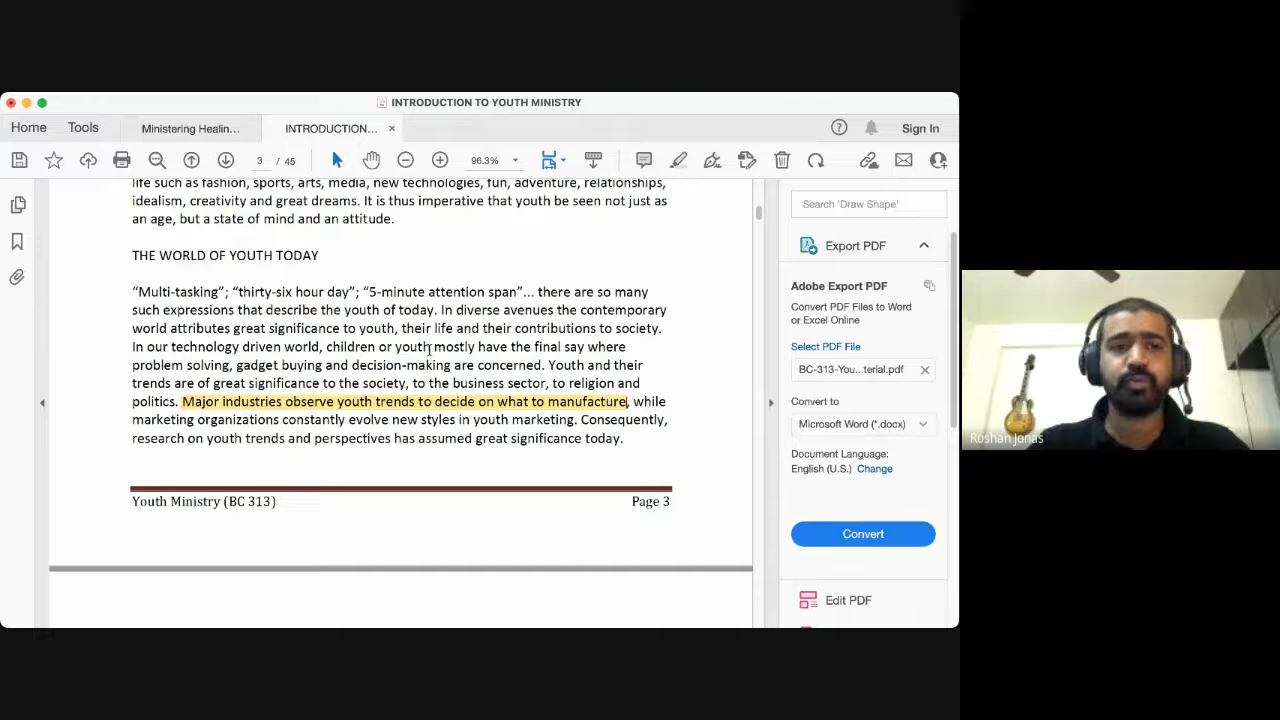 INTRODUCTION TO YOUTH MINISTRY
Home
Tools
Ministering Healin...
INTRODUCTION...
Sign In
3 / 45
96.3%
life such as fashion, sports, arts, media, new technologies, fun, adventure, relationships,
idealism, creativity and great dreams. It is thus imperative that youth be seen not just as
an age, but a state of mind and an attitude.
THE WORLD OF YOUTH TODAY
“Multi-tasking”; “thirty-six hour day”; “5-minute attention span”... there are so many
such expressions that describe the youth of today. In diverse avenues the contemporary
world attributes great significance to youth, their life and their contributions to society.
In our technology driven world, children or youth mostly have the final say where
problem solving, gadget buying and decision-making are concerned. Youth and their
trends are of great significance to the society, to the business sector, to religion and
politics. Major industries observe youth trends to decide on what to manufacture, while
marketing organizations constantly evolve new styles in youth marketing. Consequently,
research on youth trends and perspectives has assumed great significance today.
Youth Ministry (BC 313)
Page 3
Search 'Draw Shape'
Export PDF
Adobe Export PDF
Convert PDF Files to Word
or Excel Online
Select PDF File
BC-313-You...terial.pdf
Convert to
Microsoft Word (*.docx)
Document Language:
English (U.S.) Change
Convert
Edit PDF
Roshan Jonas